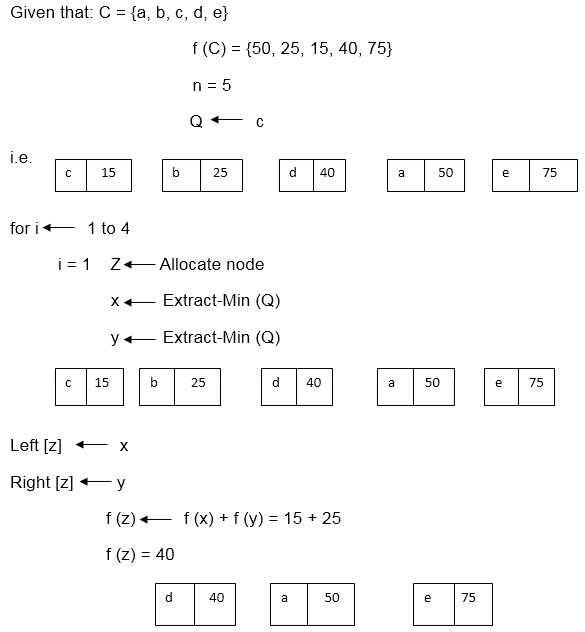 Given that: C = {a, b, c, d, e}
f (C) = {50, 25, 15, 40, 75}
n = 5
Q ← c
i.e.
c 15 b 25 d 40 a 50 e 75
for i ← 1 to 4
i = 1 Z ← Allocate node
x ← Extract-Min (Q)
y ← Extract-Min (Q)
c 15 b 25 d 40 a 50 e 75
Left [z] ← x
Right [z] ← y
f (z) ← f (x) + f (y) = 15 + 25
f (z) = 40
d 40 a 50 e 75